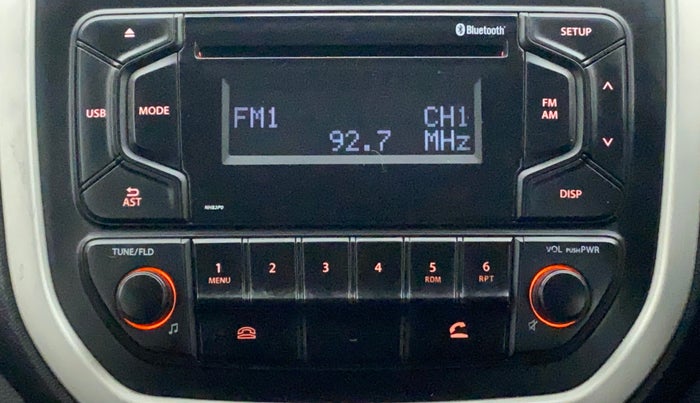 Bluetooth
SETUP
USB
MODE
FM1 CH1
92.7 MHz
FM
AM
AST
DISP
TUNE/FLD
VOL PUSH PWR
1 2 3 4 5 6
MENU RDM RPT